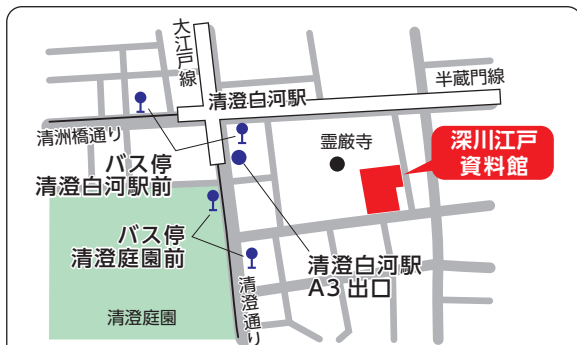 大江戸線
半蔵門線
清澄白河駅
清洲橋通り
霊厳寺
深川江戸
資料館
バス停
清澄白河駅前
バス停
清澄庭園前
清澄白河駅
A3 出口
清澄通り
清澄庭園